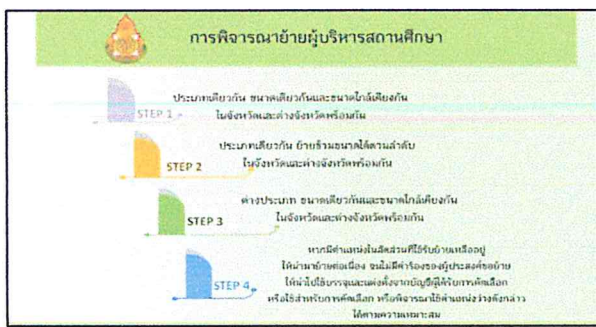 การพิจารณาย้ายผู้บริหารสถานศึกษา
STEP 1
ประเภทเดียวกัน ขนาดเดียวกันและขนาดใกล้เคียงกัน
ในจังหวัดและต่างจังหวัดพร้อมกัน
STEP 2
ประเภทเดียวกัน ย้ายข้ามขนาดได้ตามลำดับ
ในจังหวัดและต่างจังหวัดพร้อมกัน
STEP 3
ต่างประเภท ขนาดเดียวกันและขนาดใกล้เคียงกัน
ในจังหวัดและต่างจังหวัดพร้อมกัน
STEP 4
หากมีตำแหน่งในสัดส่วนที่ใช้รับย้ายเหลืออยู่
ให้นำมาย้ายต่อเนื่อง จนไม่มีคำร้องของผู้ประสงค์ขอย้าย
ให้นำไปใช้บรรจุและแต่งตั้งจากบัญชีผู้ได้รับการคัดเลือก
หรือใช้สำหรับการคัดเลือก หรือพิจารณาใช้ตำแหน่งว่างดังกล่าว
ได้ตามความเหมาะสม